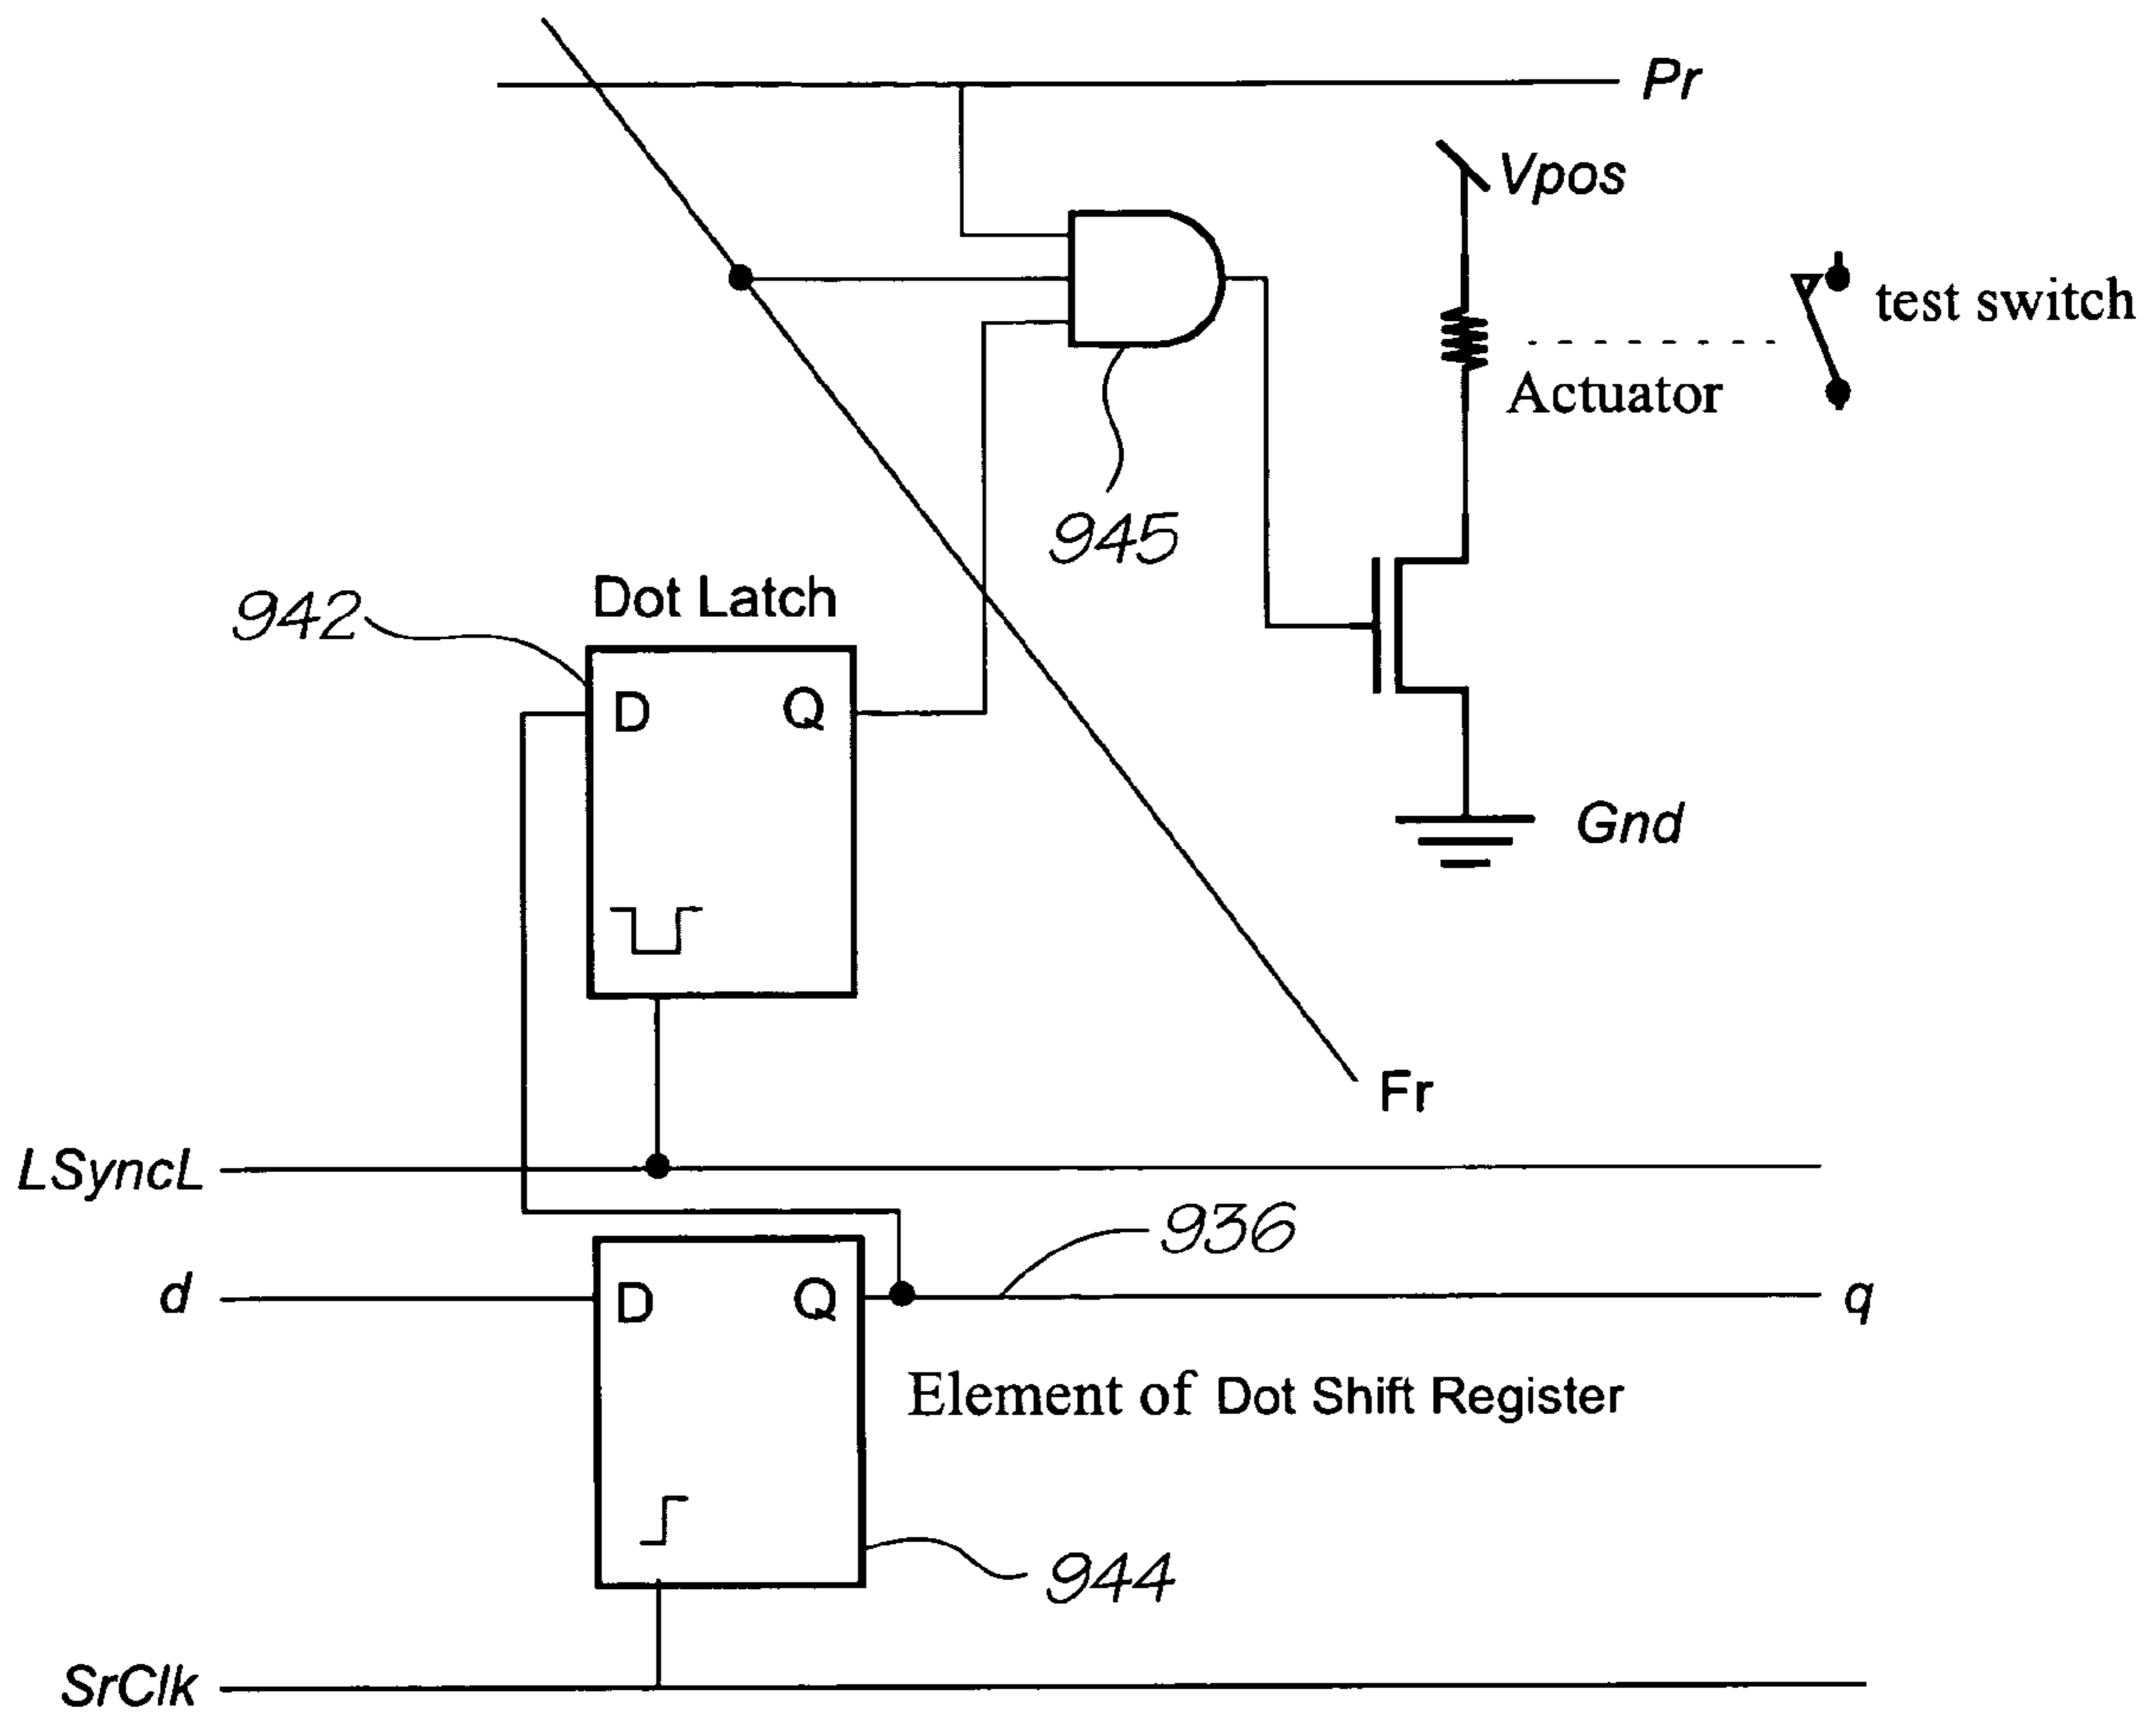 Pr
Vpos
test switch
Actuator
945
942
Dot Latch
D Q
Gnd
Fr
LSyncL
936
d
D Q
q
Element of Dot Shift Register
944
SrClk